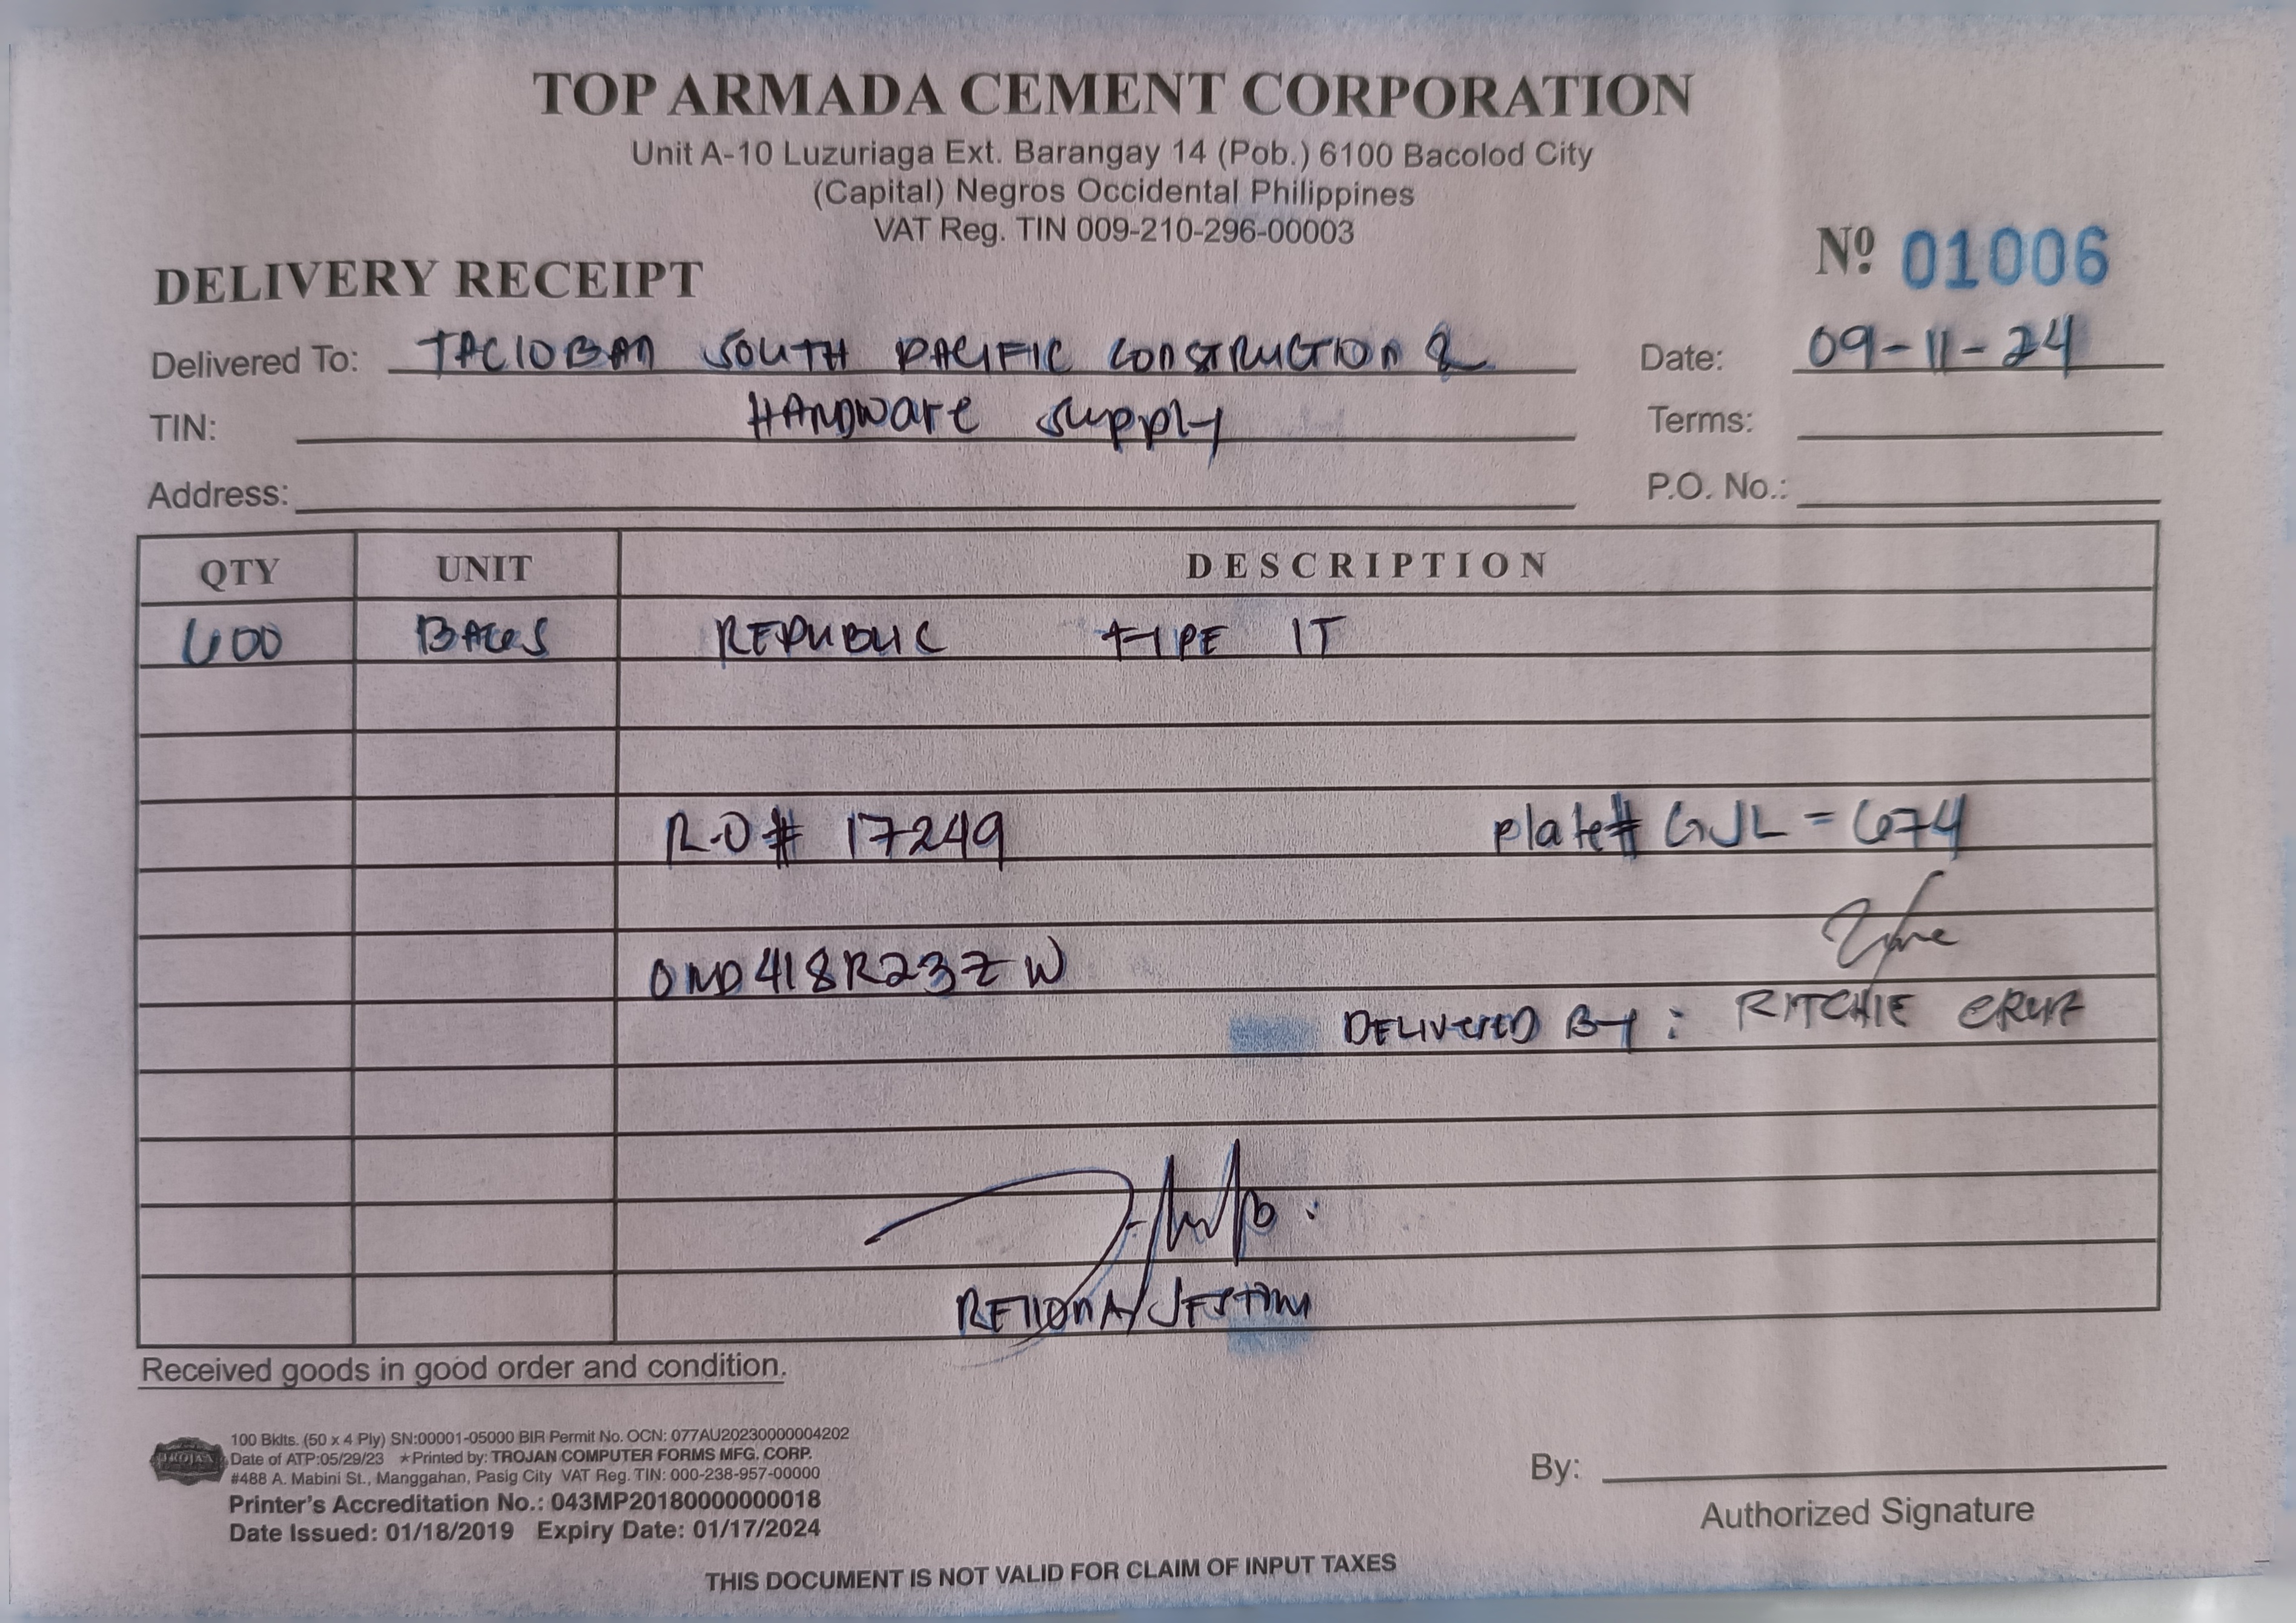 TOP ARMADA CEMENT CORPORATION
Unit A-10 Luzuriaga Ext. Barangay 14 (Pob.) 6100 Bacolod City
(Capital) Negros Occidental Philippines
VAT Reg. TIN 009-210-296-00003
DELIVERY RECEIPT Nº 01006
Delivered To: TACLOBAN SOUTH PACIFIC CONSTRUCTION & Date: 09-11-24
TIN: HARDWARE Supply Terms:
Address: P.O. No.:
QTY UNIT DESCRIPTION
600 BAGS REPUBLIC TYPE 1T
R.O # 17249 plate# GJL = 674
0ND418R23Z W
DELIVERED BY : RITCHIE CRUZ
Received goods in good order and condition.
TROJAN
100 Bklts. (50 x 4 Ply) SN:00001-05000 BIR Permit No. OCN: 077AU20230000004202
Date of ATP:05/29/23 ★Printed by: TROJAN COMPUTER FORMS MFG. CORP.
#488 A. Mabini St., Manggahan, Pasig City VAT Reg. TIN: 000-238-957-00000
Printer's Accreditation No.: 043MP20180000000018
Date Issued: 01/18/2019 Expiry Date: 01/17/2024
By:
Authorized Signature
THIS DOCUMENT IS NOT VALID FOR CLAIM OF INPUT TAXES